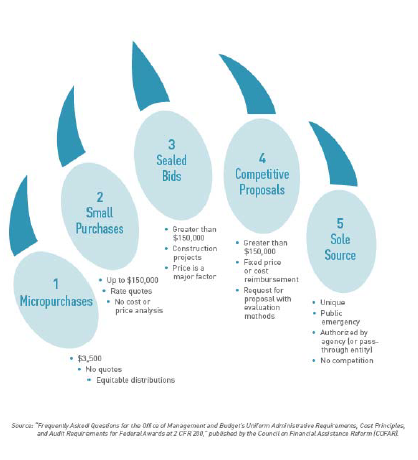 1
Micropurchases
• $3,500
• No quotes
• Equitable distributions
2
Small
Purchases
• Up to $150,000
• Rate quotes
• No cost or
price analysis
3
Sealed
Bids
• Greater than
$150,000
• Construction
projects
• Price is a
major factor
4
Competitive
Proposals
• Greater than
$150,000
• Fixed price
or cost
reimbursement
• Request for
proposal with
evaluation
methods
5
Sole
Source
• Unique
• Public
emergency
• Authorized by
agency (or pass-
through entity)
• No competition
Source: "Frequently Asked Questions for the Office of Management and Budget's Uniform Administrative Requirements, Cost Principles,
and Audit Requirements for Federal Awards at 2 CFR 200," published by the Council on Financial Assistance Reform (COFAR).